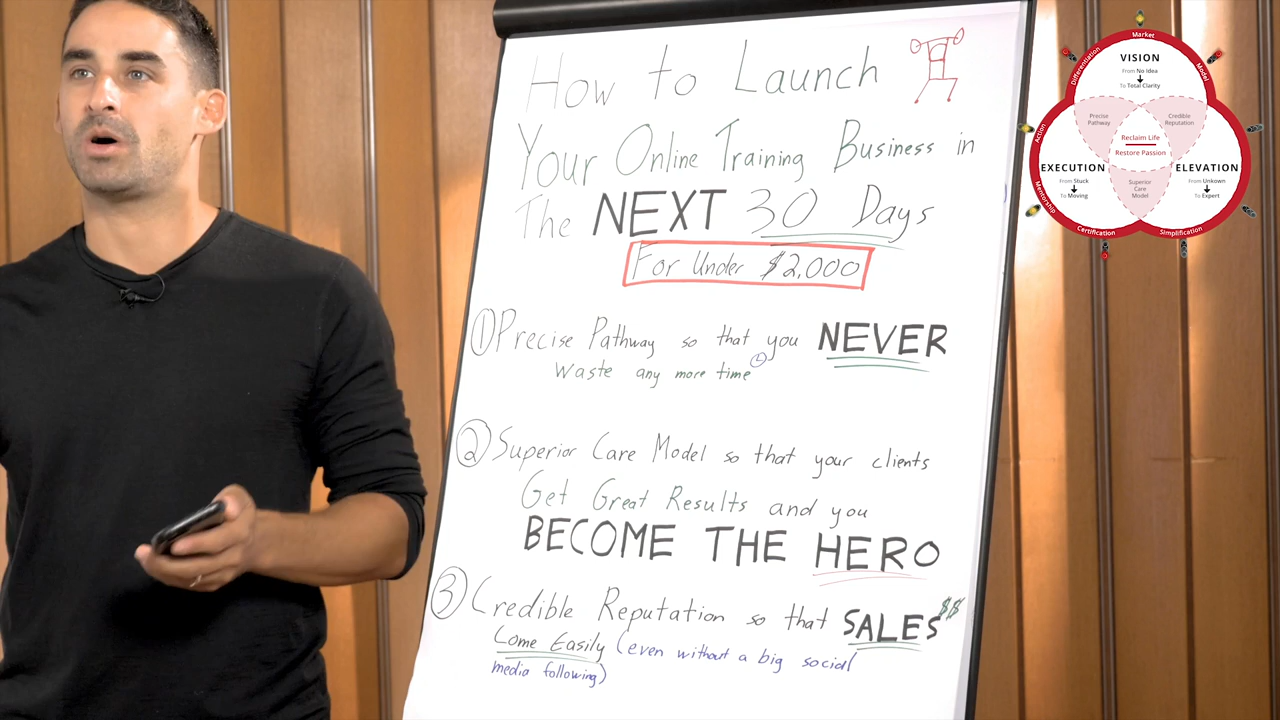 How to Launch
Your Online Training Business in
The NEXT 30 Days
For Under $2,000
① Precise Pathway so that you NEVER
Waste any more time
② Superior Care Model so that your clients
Get Great Results and you
BECOME THE HERO
③ Credible Reputation so that SALES $$
Come Easily (even without a big social
media following)
Market
Differentiation
Model
VISION
From No Idea
To Total Clarity
Precise
Pathway
Credible
Reputation
Reclaim Life
Restore Passion
Action
EXECUTION
From Stuck
To Moving
Superior
Care
Model
ELEVATION
From Unkown
To Expert
Mentorship
Certification
Simplification